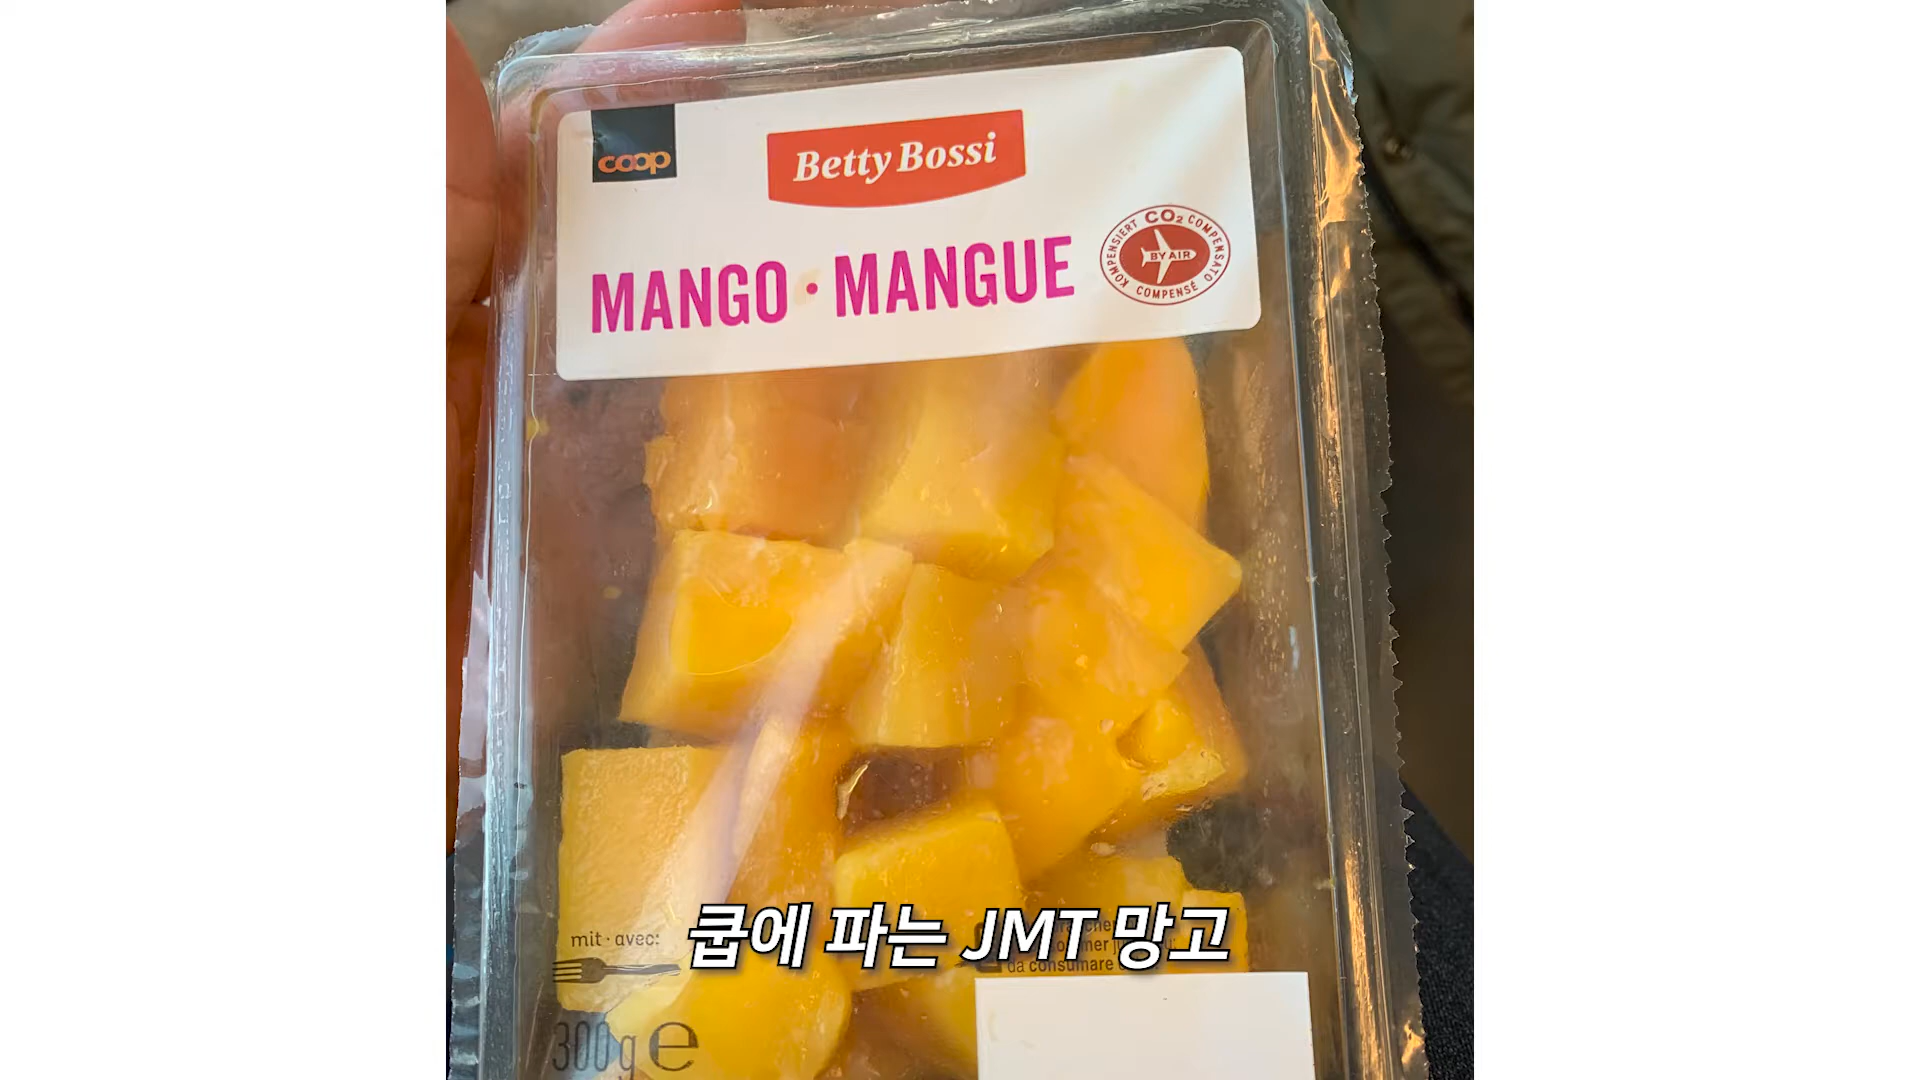 coop
Betty Bossi
MANGO · MANGUE
CO₂ COMPENSATO COMPENSÉ KOMPENSIERT
BY AIR
mit · avec:
쿱에 파는 JMT 망고
da consumare
300g e